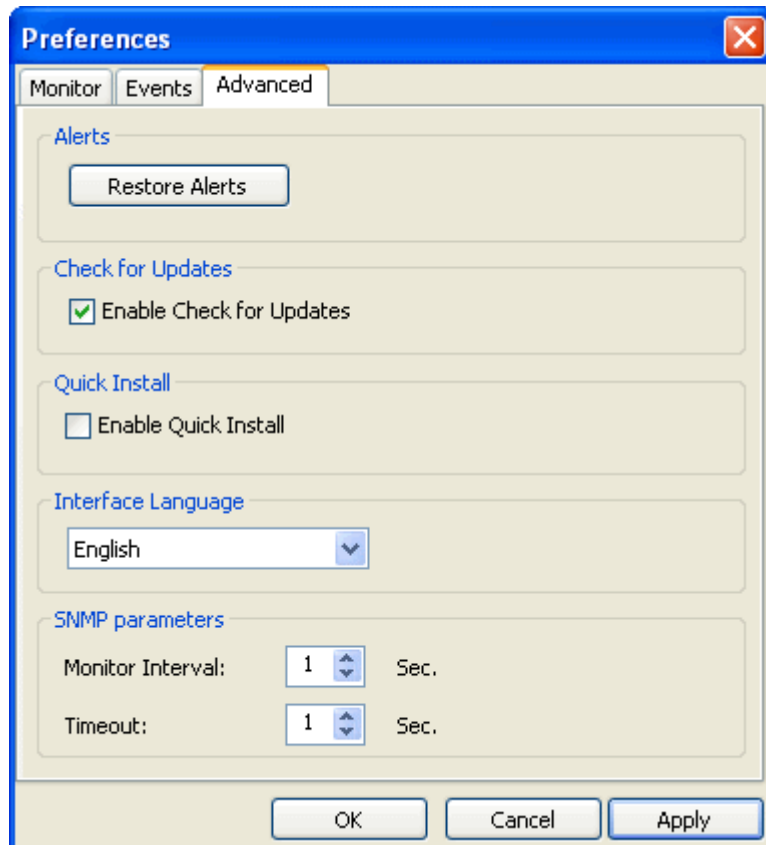 Preferences
Monitor Events Advanced
Alerts
Restore Alerts
Check for Updates
Enable Check for Updates
Quick Install
Enable Quick Install
Interface Language
English
SNMP parameters
Monitor Interval: 1 Sec.
Timeout: 1 Sec.
OK Cancel Apply